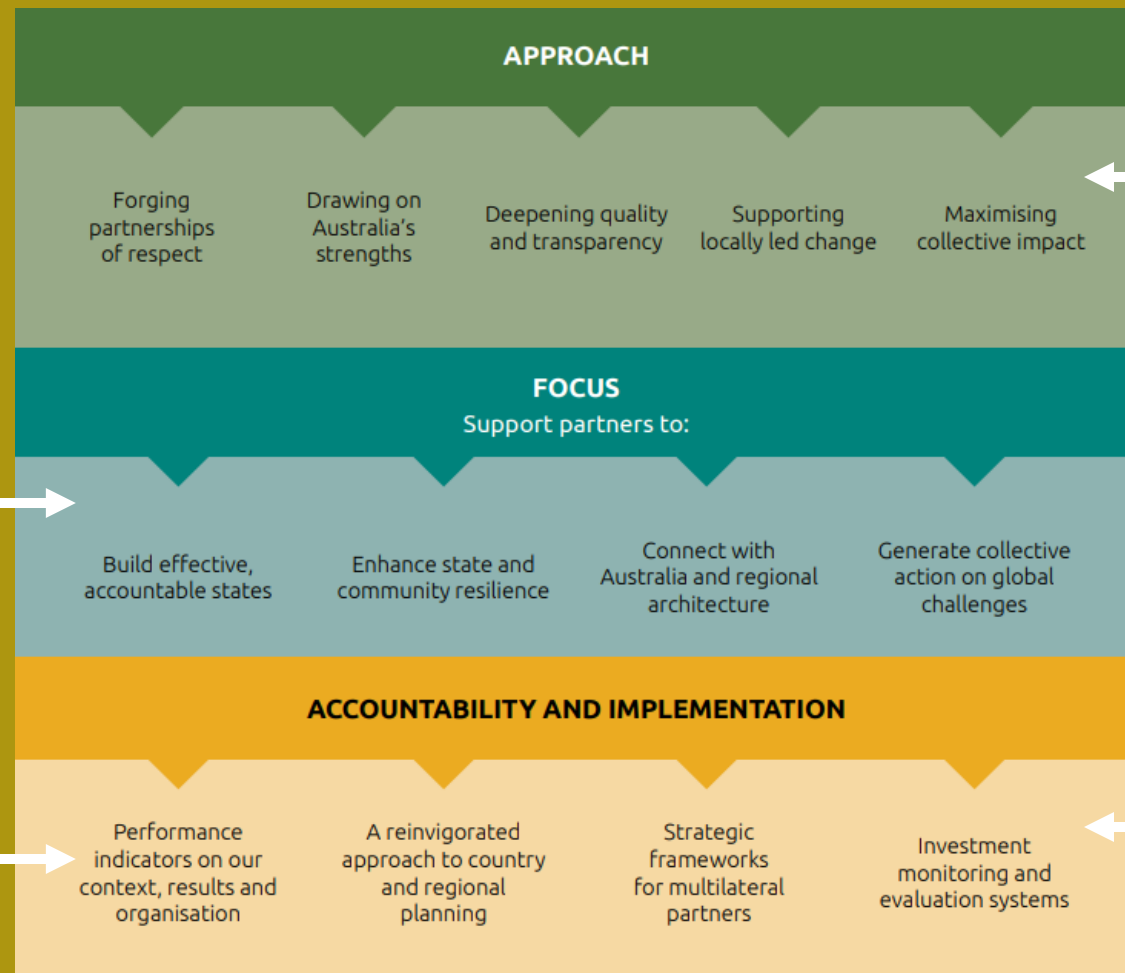 APPROACH
Forging
partnerships
of respect
Drawing on
Australia's
strengths
Deepening quality
and transparency
Supporting
locally led change
Maximising
collective impact
FOCUS
Support partners to:
Build effective,
accountable states
Enhance state and
community resilience
Connect with
Australia and regional
architecture
Generate collective
action on global
challenges
ACCOUNTABILITY AND IMPLEMENTATION
Performance
indicators on our
context, results and
organisation
A reinvigorated
approach to country
and regional
planning
Strategic
frameworks
for multilateral
partners
Investment
monitoring and
evaluation systems